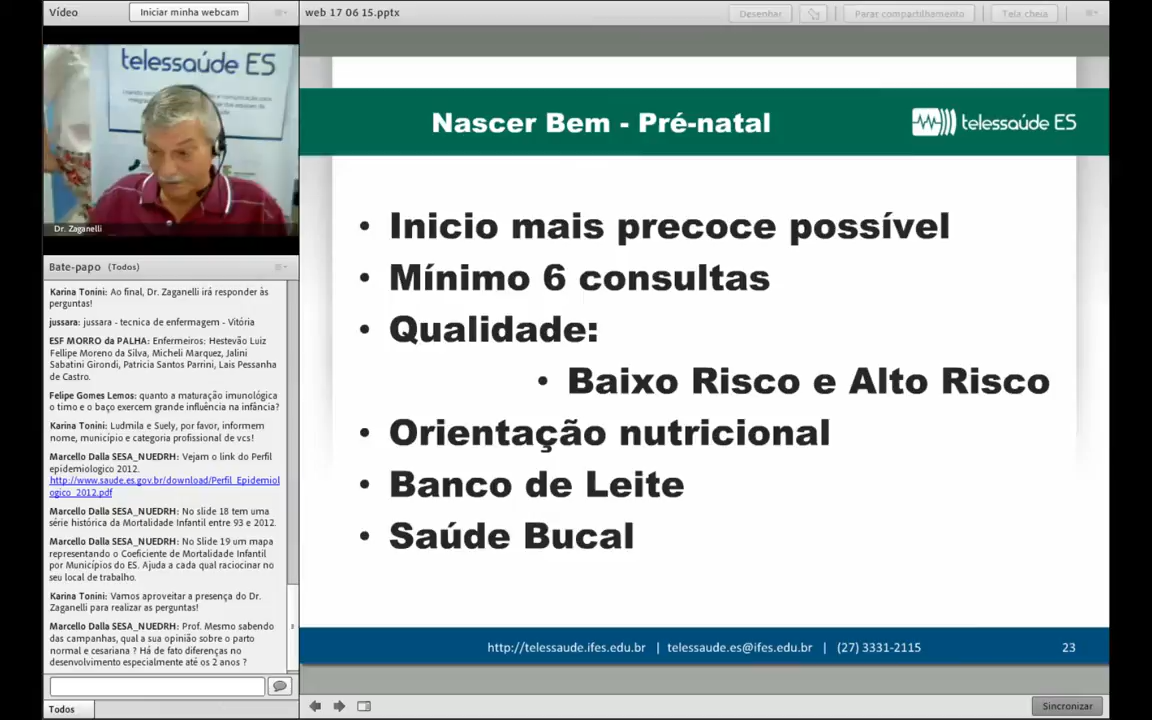 Vídeo
Iniciar minha webcam
web 17 06 15.pptx
Desenhar
Parar compartilhamento
Tela cheia
telessaúde ES
Dr. Zaganelli
Bate-papo (Todos)
Karina Tonini: Ao final, Dr. Zaganelli irá responder às
perguntas!
jussara: jussara - tecnica de enfermagem - Vitória
ESF MORRO da PALHA: Enfermeiros: Hestevão Luiz
Fellipe Moreno da Silva, Micheli Marquez, Jalini
Sabatini Girondi, Patricia Santos Parrini, Lais Pessanha
de Castro.
Felipe Gomes Lemos: quanto a maturação imunológica
o timo e o baço exercem grande influência na infância?
Karina Tonini: Ludmila e Suely, por favor, informem
nome, município e categoria profissional de vcs!
Marcello Dalla SESA_NUEDRH: Vejam o link do Perfil
epidemiologico 2012.
http://www.saude.es.gov.br/download/Perfil_Epidemiol
ogico_2012.pdf
Marcello Dalla SESA_NUEDRH: No slide 18 tem uma
série histórica da Mortalidade Infantil entre 93 e 2012.
Marcello Dalla SESA_NUEDRH: No Slide 19 um mapa
representando o Coeficiente de Mortalidade Infantil
por Municípios do ES. Ajuda a cada qual raciocinar no
seu local de trabalho.
Karina Tonini: Vamos aproveitar a presença do Dr.
Zaganelli para realizar as perguntas!
Marcello Dalla SESA_NUEDRH: Prof. Mesmo sabendo
das campanhas, qual a sua opinião sobre o parto
normal e cesariana ? Há de fato diferenças no
desenvolvimento especialmente até os 2 anos ?
Todos
Nascer Bem - Pré-natal
telessaúde ES
• Inicio mais precoce possível
• Mínimo 6 consultas
• Qualidade:
• Baixo Risco e Alto Risco
• Orientação nutricional
• Banco de Leite
• Saúde Bucal
http://telessaude.ifes.edu.br | telessaude.es@ifes.edu.br | (27) 3331-2115
23
Sincronizar